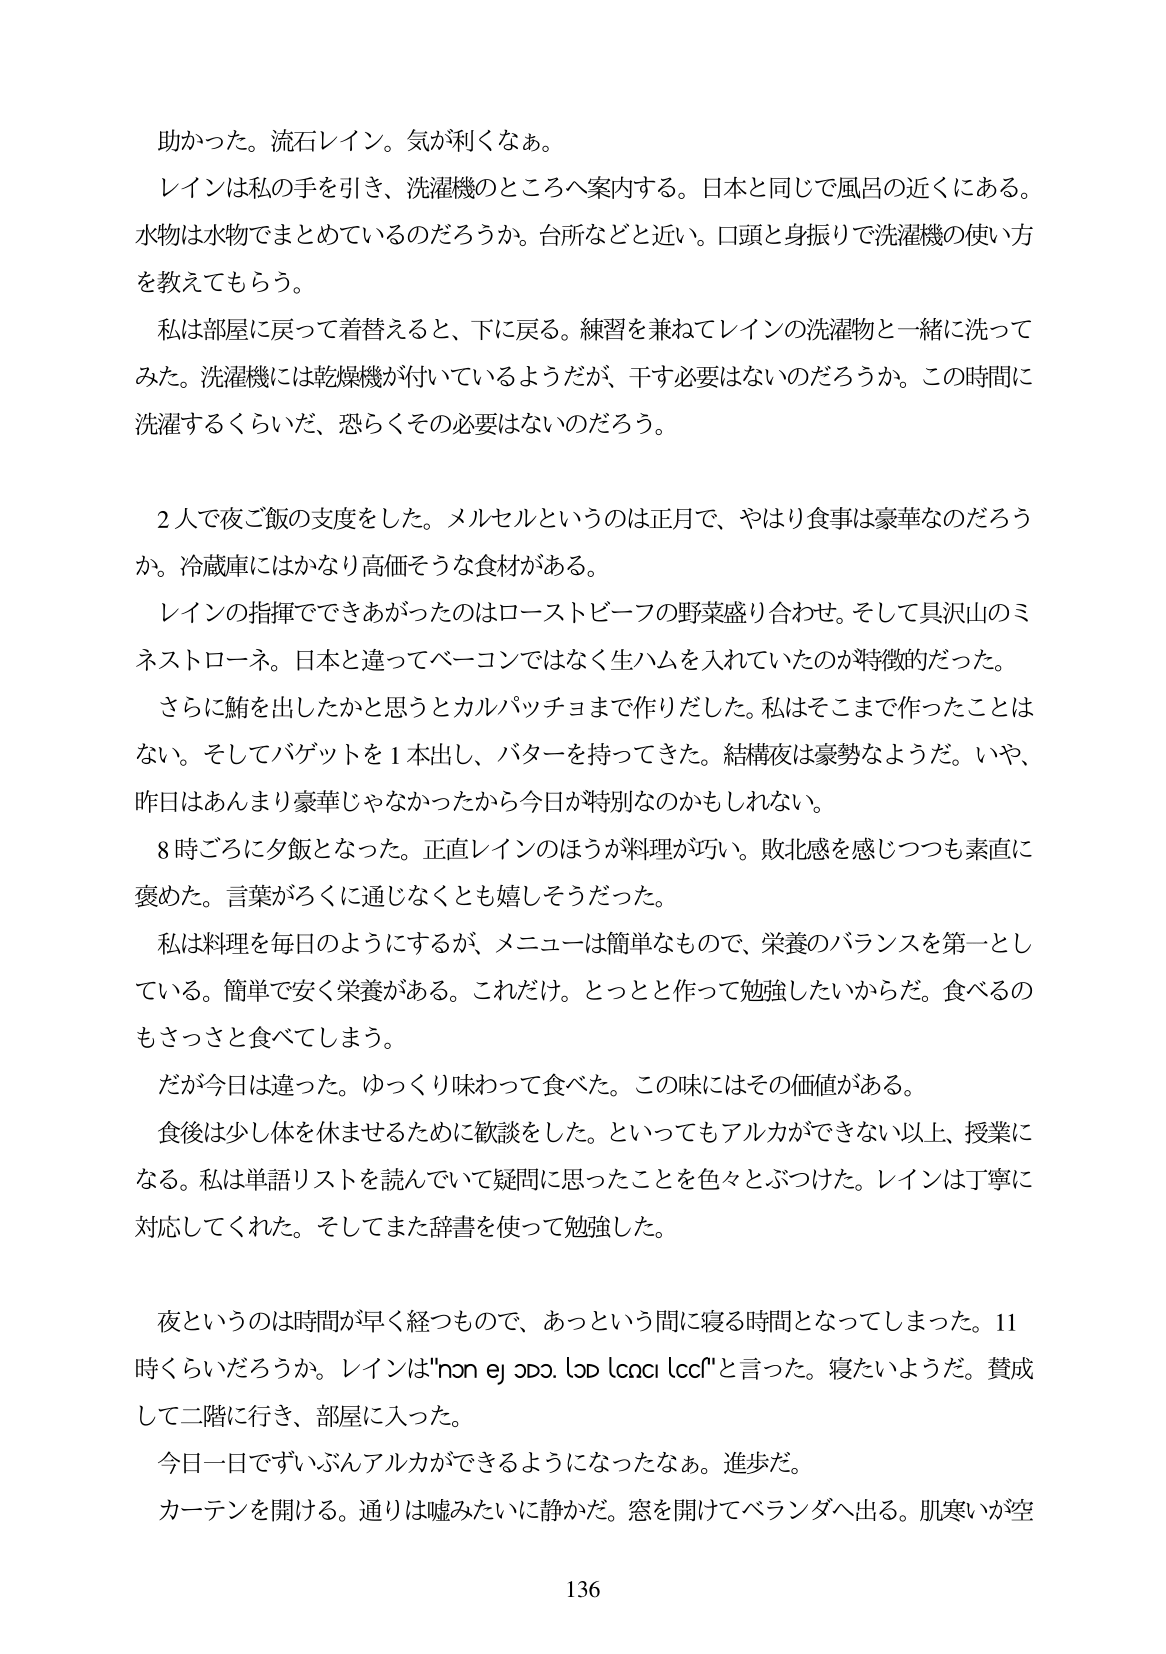 助かった。流石レイン。気が利くなぁ。
レインは私の手を引き、洗濯機のところへ案内する。日本と同じで風呂の近くにある。
水物は水物でまとめているのだろうか。台所などと近い。口頭と身振りで洗濯機の使い方
を教えてもらう。
私は部屋に戻って着替えると、下に戻る。練習を兼ねてレインの洗濯物と一緒に洗って
みた。洗濯機には乾燥機が付いているようだが、干す必要はないのだろうか。この時間に
洗濯するくらいだ、恐らくその必要はないのだろう。
2 人で夜ご飯の支度をした。メルセルというのは正月で、やはり食事は豪華なのだろう
か。冷蔵庫にはかなり高価そうな食材がある。
レインの指揮でできあがったのはローストビーフの野菜盛り合わせ。そして具沢山のミ
ネストローネ。日本と違ってベーコンではなく生ハムを入れていたのが特徴的だった。
さらに鮪を出したかと思うとカルパッチョまで作りだした。私はそこまで作ったことは
ない。そしてバゲットを 1 本出し、バターを持ってきた。結構夜は豪勢なようだ。いや、
昨日はあんまり豪華じゃなかったから今日が特別なのかもしれない。
8 時ごろに夕飯となった。正直レインのほうが料理が巧い。敗北感を感じつつも素直に
褒めた。言葉がろくに通じなくとも嬉しそうだった。
私は料理を毎日のようにするが、メニューは簡単なもので、栄養のバランスを第一とし
ている。簡単で安く栄養がある。これだけ。とっとと作って勉強したいからだ。食べるの
もさっさと食べてしまう。
だが今日は違った。ゆっくり味わって食べた。この味にはその価値がある。
食後は少し体を休ませるために歓談をした。といってもアルカができない以上、授業に
なる。私は単語リストを読んでいて疑問に思ったことを色々とぶつけた。レインは丁寧に
対応してくれた。そしてまた辞書を使って勉強した。
夜というのは時間が早く経つもので、あっという間に寝る時間となってしまった。11
時くらいだろうか。レインは""と言った。寝たいようだ。賛成
して二階に行き、部屋に入った。
今日一日でずいぶんアルカができるようになったなぁ。進歩だ。
カーテンを開ける。通りは嘘みたいに静かだ。窓を開けてベランダへ出る。肌寒いが空
136